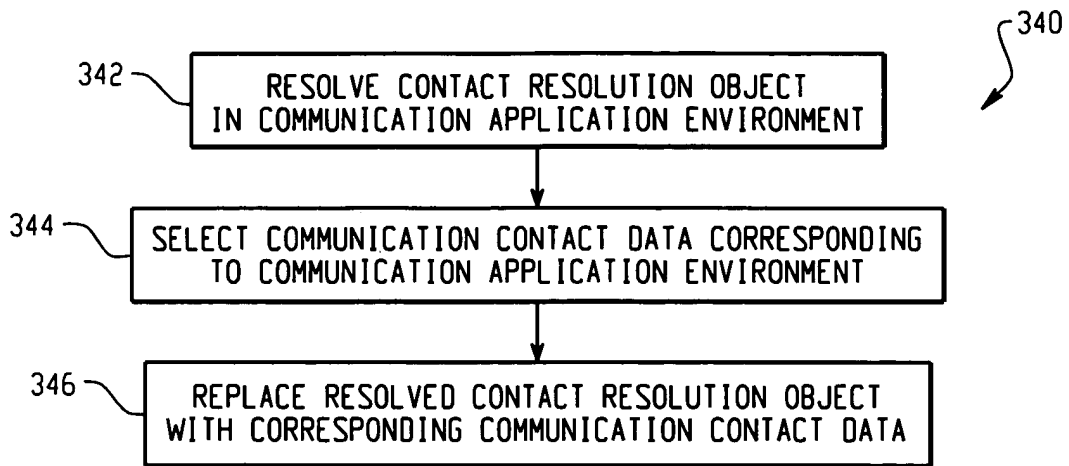 340
342
RESOLVE CONTACT RESOLUTION OBJECT
IN COMMUNICATION APPLICATION ENVIRONMENT
344
SELECT COMMUNICATION CONTACT DATA CORRESPONDING
TO COMMUNICATION APPLICATION ENVIRONMENT
346
REPLACE RESOLVED CONTACT RESOLUTION OBJECT
WITH CORRESPONDING COMMUNICATION CONTACT DATA